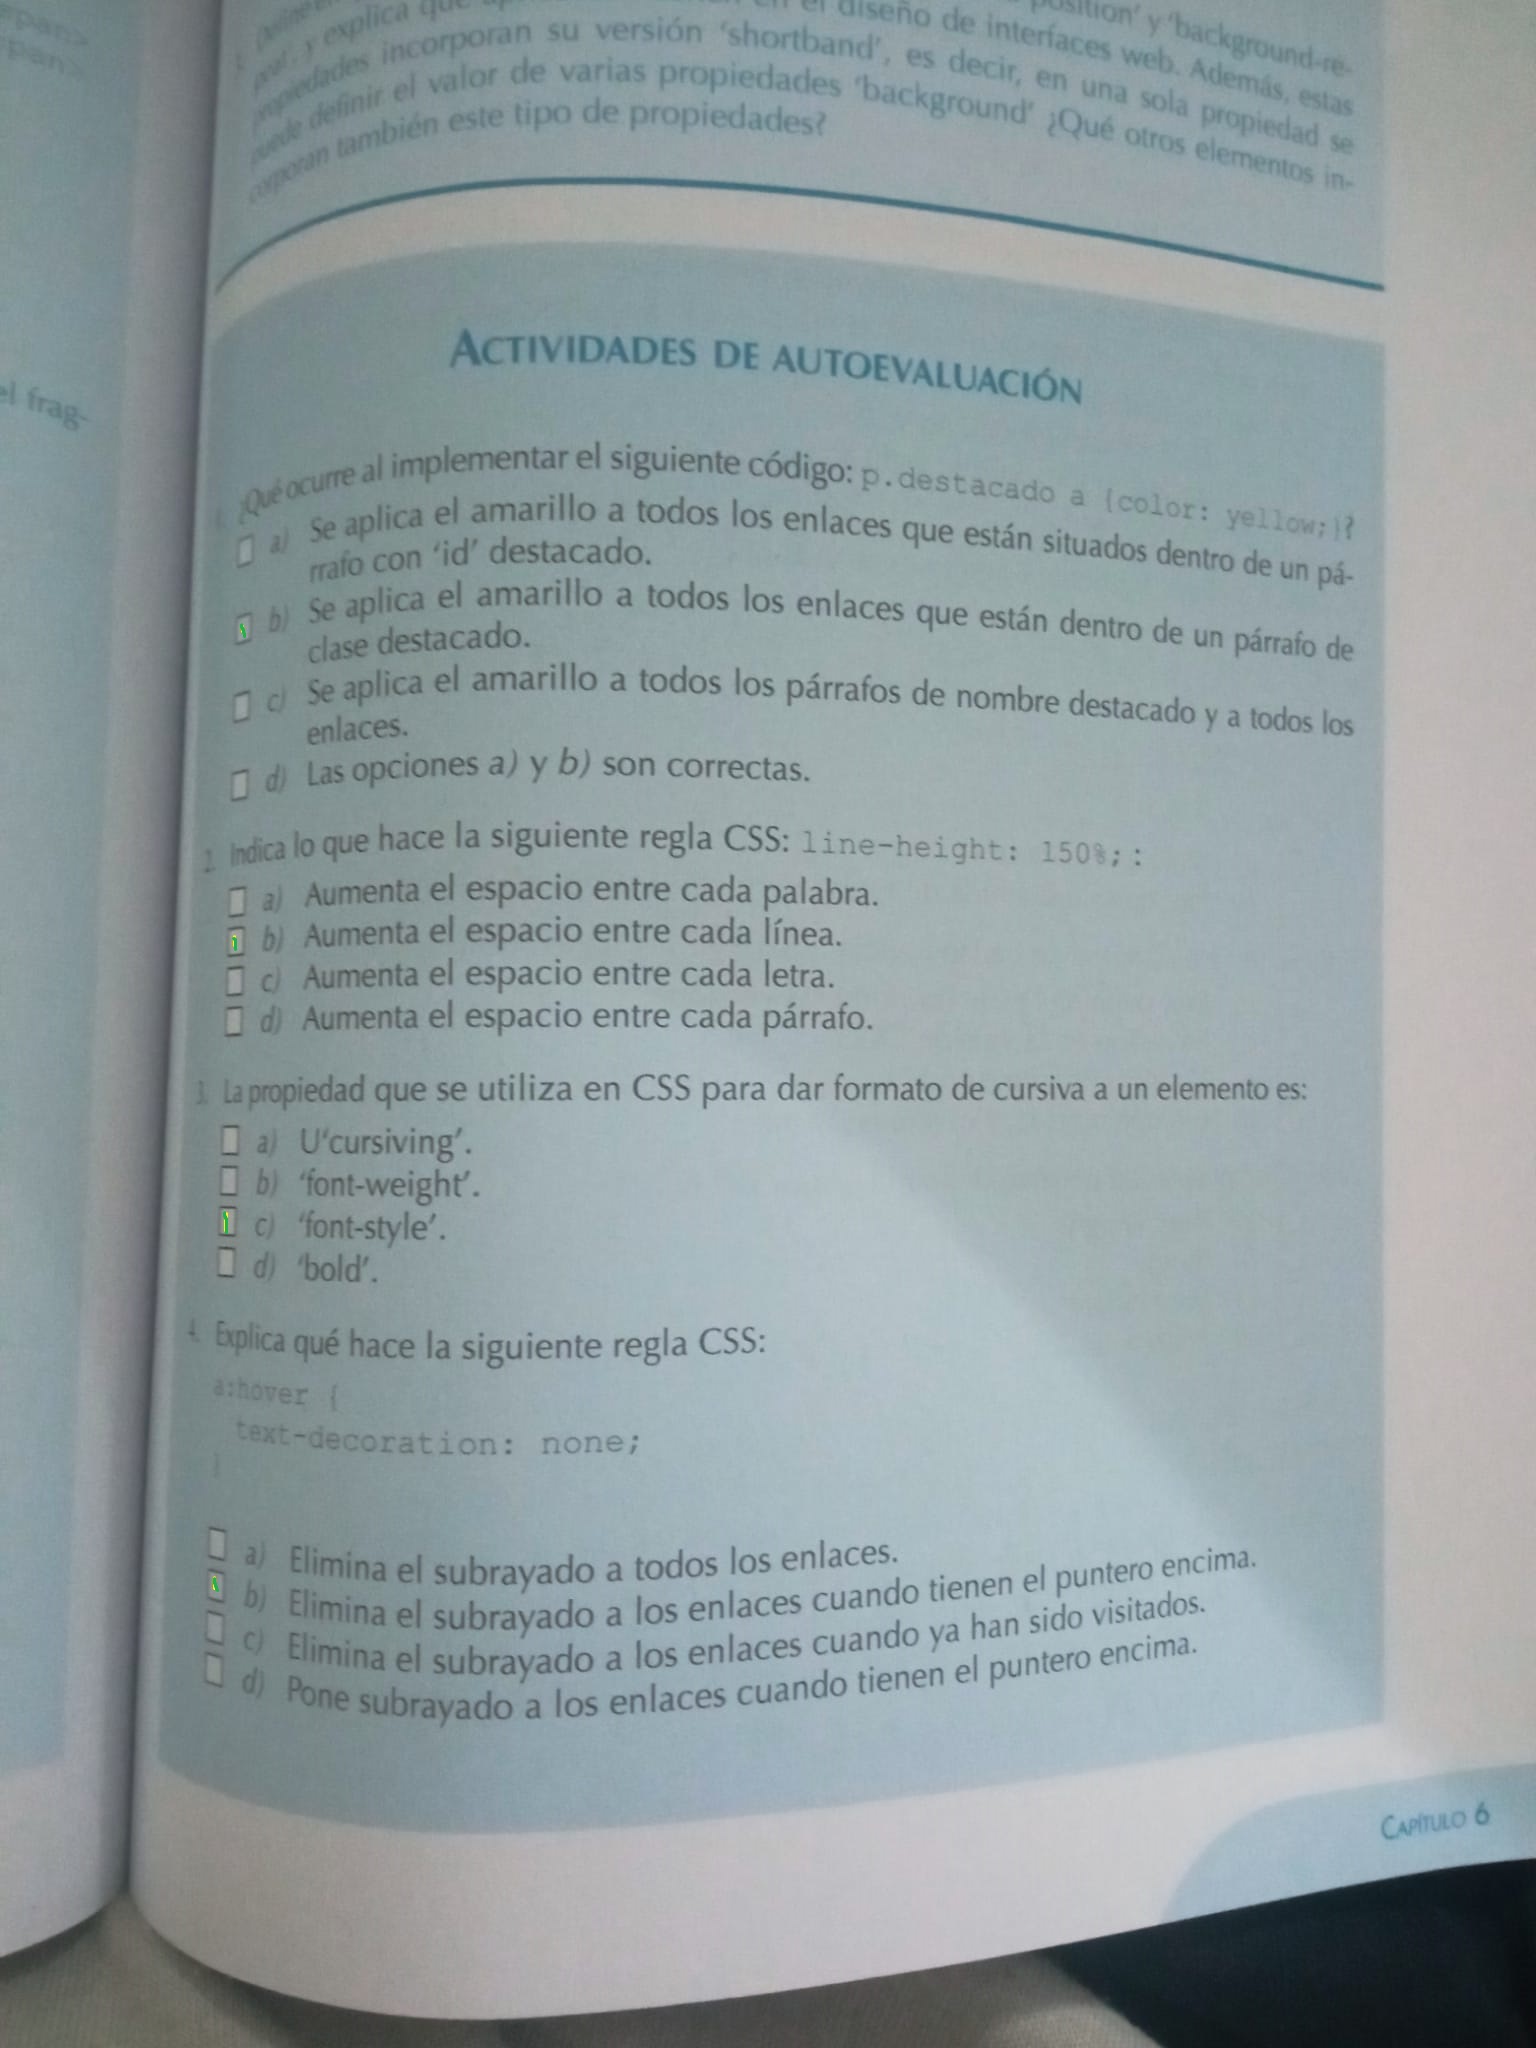 pan>
pan>
el frag-
position’ y ‘background-re-
peat, y explica qué en el diseño de interfaces web. Además, estas
propiedades incorporan su versión ‘shortband’, es decir, en una sola propiedad se
puede definir el valor de varias propiedades ‘background’ ¿Qué otros elementos in-
corporan también este tipo de propiedades?
ACTIVIDADES DE AUTOEVALUACIÓN
1. ¿Qué ocurre al implementar el siguiente código: p.destacado a {color: yellow;}?
a) Se aplica el amarillo a todos los enlaces que están situados dentro de un pá-
rrafo con ‘id’ destacado.
b) Se aplica el amarillo a todos los enlaces que están dentro de un párrafo de
clase destacado.
c) Se aplica el amarillo a todos los párrafos de nombre destacado y a todos los
enlaces.
d) Las opciones a) y b) son correctas.
2. Indica lo que hace la siguiente regla CSS: line-height: 150%; :
a) Aumenta el espacio entre cada palabra.
b) Aumenta el espacio entre cada línea.
c) Aumenta el espacio entre cada letra.
d) Aumenta el espacio entre cada párrafo.
3. La propiedad que se utiliza en CSS para dar formato de cursiva a un elemento es:
a) U‘cursiving’.
b) ‘font-weight’.
c) ‘font-style’.
d) ‘bold’.
4. Explica qué hace la siguiente regla CSS:
a:hover {
text-decoration: none;
}
a) Elimina el subrayado a todos los enlaces.
b) Elimina el subrayado a los enlaces cuando tienen el puntero encima.
c) Elimina el subrayado a los enlaces cuando ya han sido visitados.
d) Pone subrayado a los enlaces cuando tienen el puntero encima.
CAPÍTULO 6